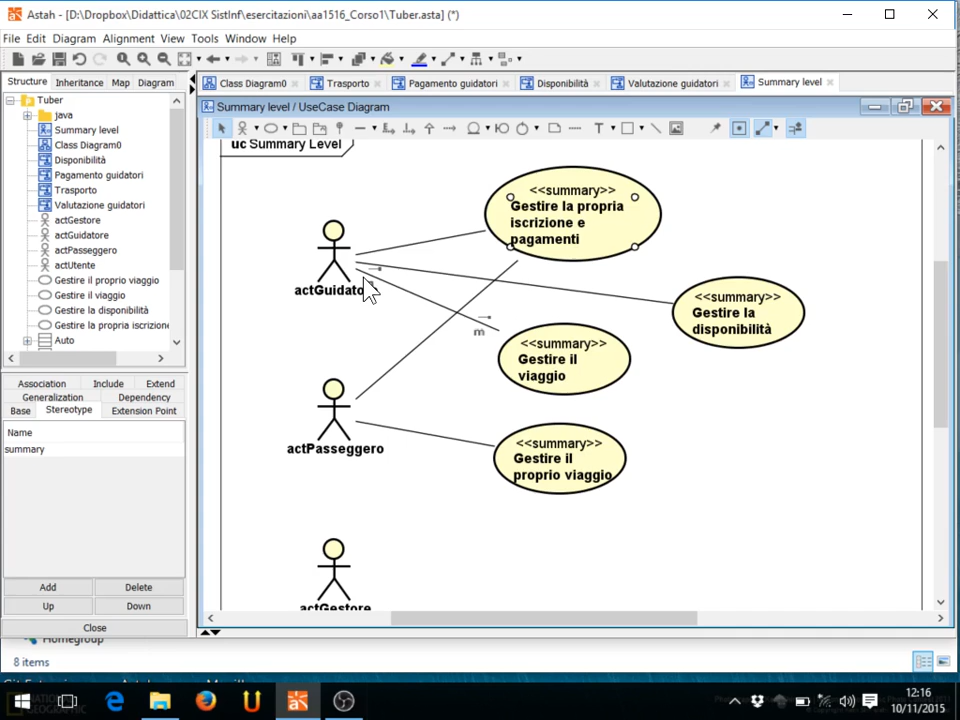 Astah - [D:\Dropbox\Didattica\02CIX SistInf\esercitazioni\aa1516_Corso1\Tuber.asta] (*)
File Edit Diagram Alignment View Tools Window Help
Structure Inheritance Map Diagram
Class Diagram0 Trasporto Pagamento guidatori Disponibilità Valutazione guidatori Summary level
Summary level / UseCase Diagram
Tuber
java
Summary level
Class Diagram0
Disponibilità
Pagamento guidatori
Trasporto
Valutazione guidatori
actGestore
actGuidatore
actPasseggero
actUtente
Gestire il proprio viaggio
Gestire il viaggio
Gestire la disponibilità
Gestire la propria iscrizione
Auto
Association Include Extend
Generalization Dependency
Base Stereotype Extension Point
Name
summary
Add Delete
Up Down
Close
uc Summary Level
<<summary>>
Gestire la propria
iscrizione e
pagamenti
actGuidato
<<summary>>
Gestire la
disponibilità
m
<<summary>>
Gestire il
viaggio
actPasseggero
<<summary>>
Gestire il
proprio viaggio
actGestore
Homegroup
8 items
12:16
10/11/2015